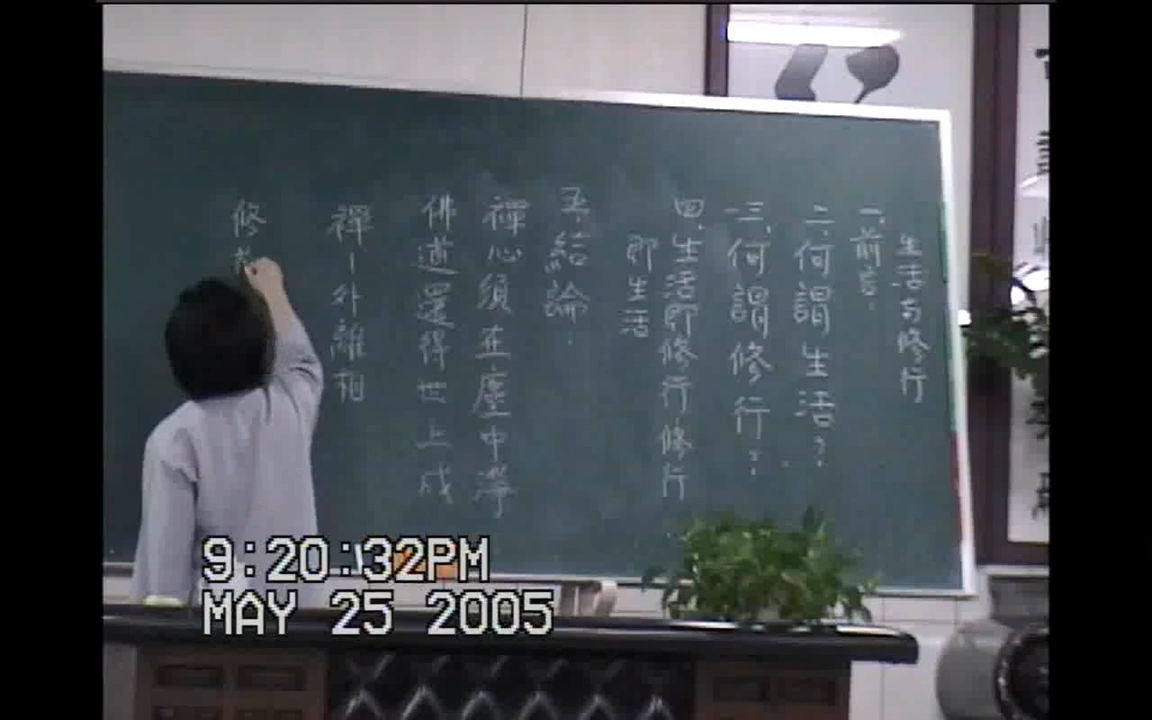 生活与修行
一、前言：
二、何謂生活？
三、何謂修行？
四、生活即修行修行
即生活
五、結論：
禪心須在塵中淨
佛道還得世上成
禪－外離相
修
9:20:32PM
MAY 25 2005